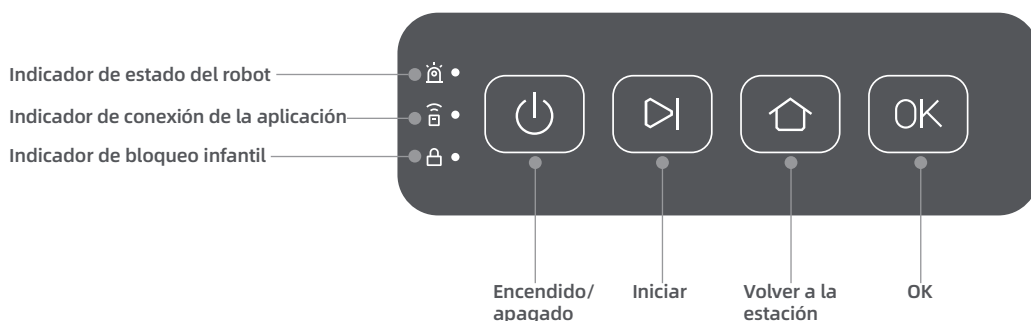 Indicador de estado del robot
Indicador de conexión de la aplicación
Indicador de bloqueo infantil
OK
Encendido/
apagado
Iniciar
Volver a la
estación
OK